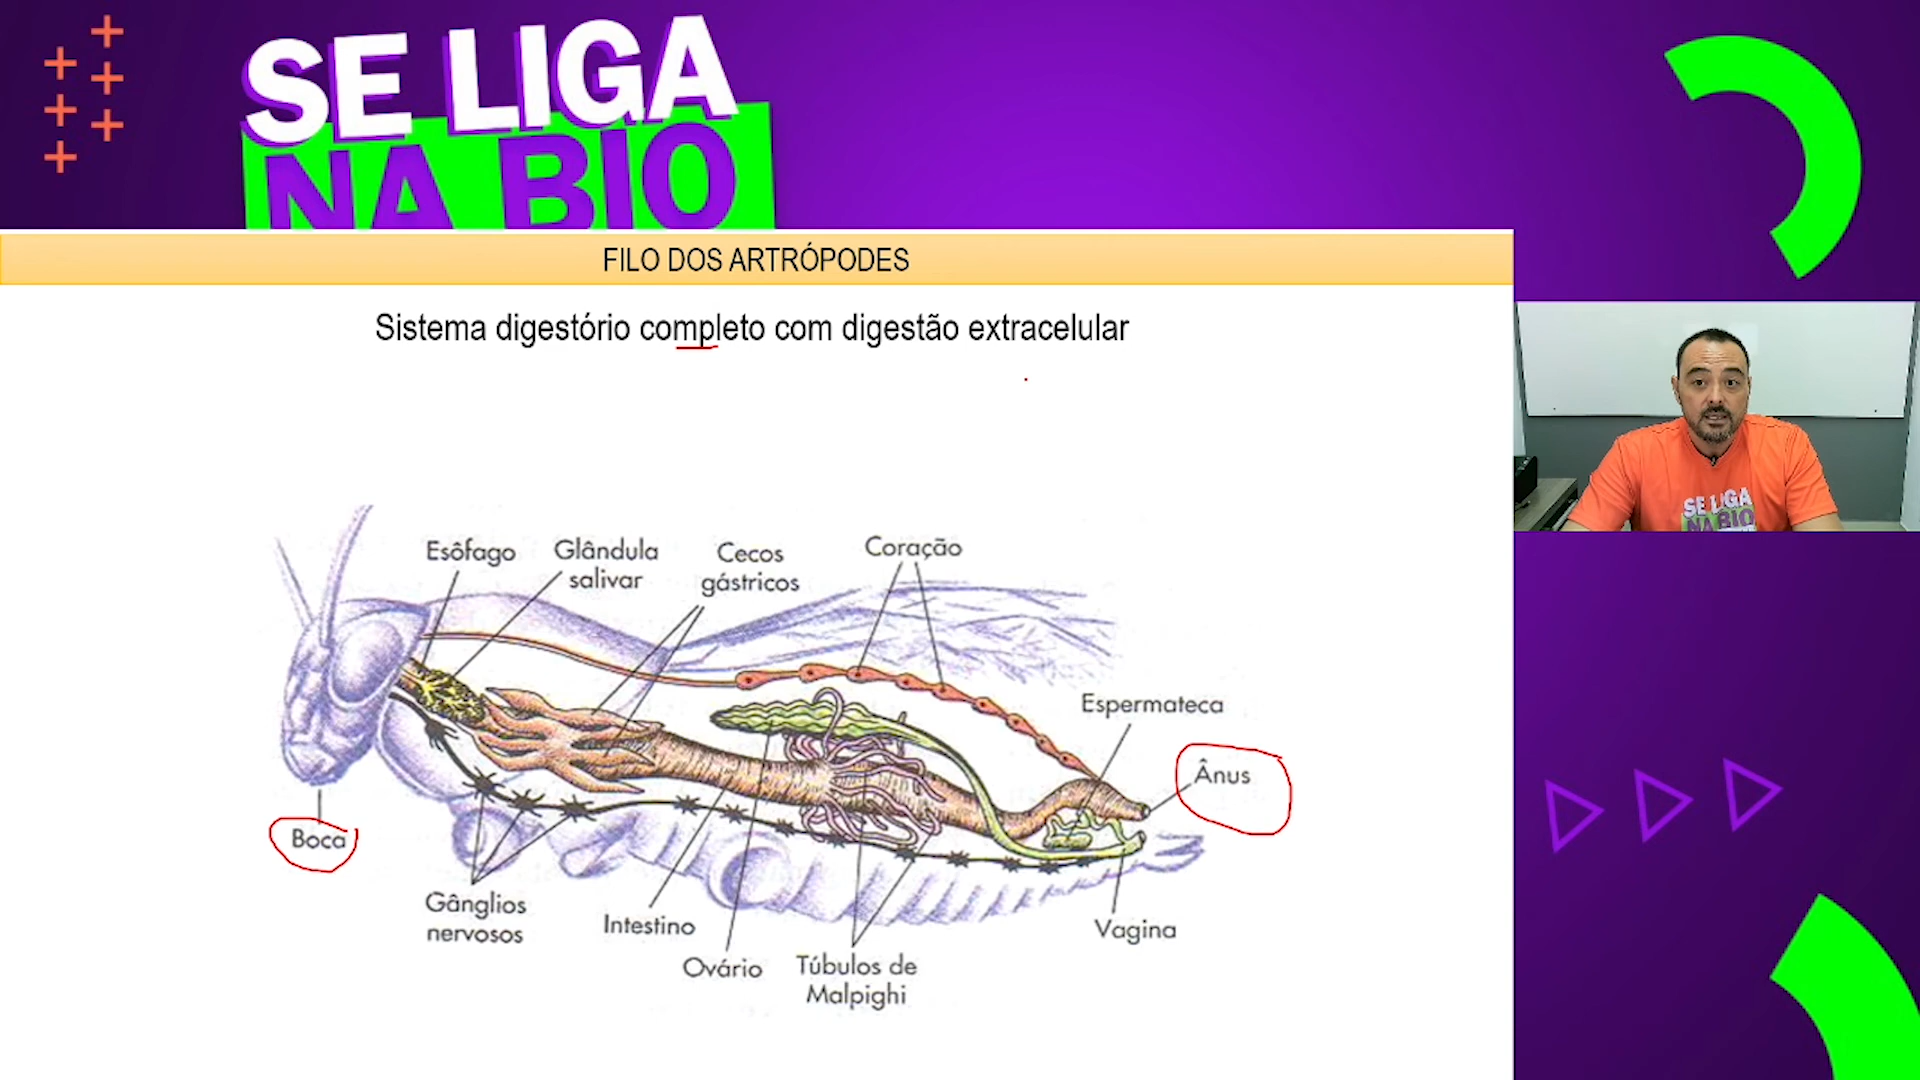 SE LIGA
NA BIO
FILO DOS ARTRÓPODES
Sistema digestório completo com digestão extracelular
Esôfago
Glândula
salivar
Cecos
gástricos
Coração
Espermateca
Ânus
Boca
Gânglios
nervosos
Intestino
Ovário
Túbulos de
Malpighi
Vagina
SE LIGA
NA BIO